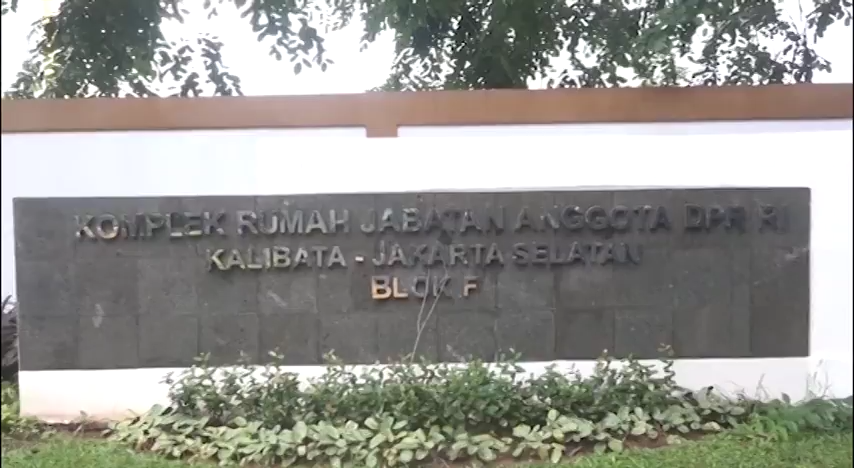 KOMPLEK RUMAH JABATAN ANGGOTA DPR RI
KALIBATA - JAKARTA SELATAN
BLOK F